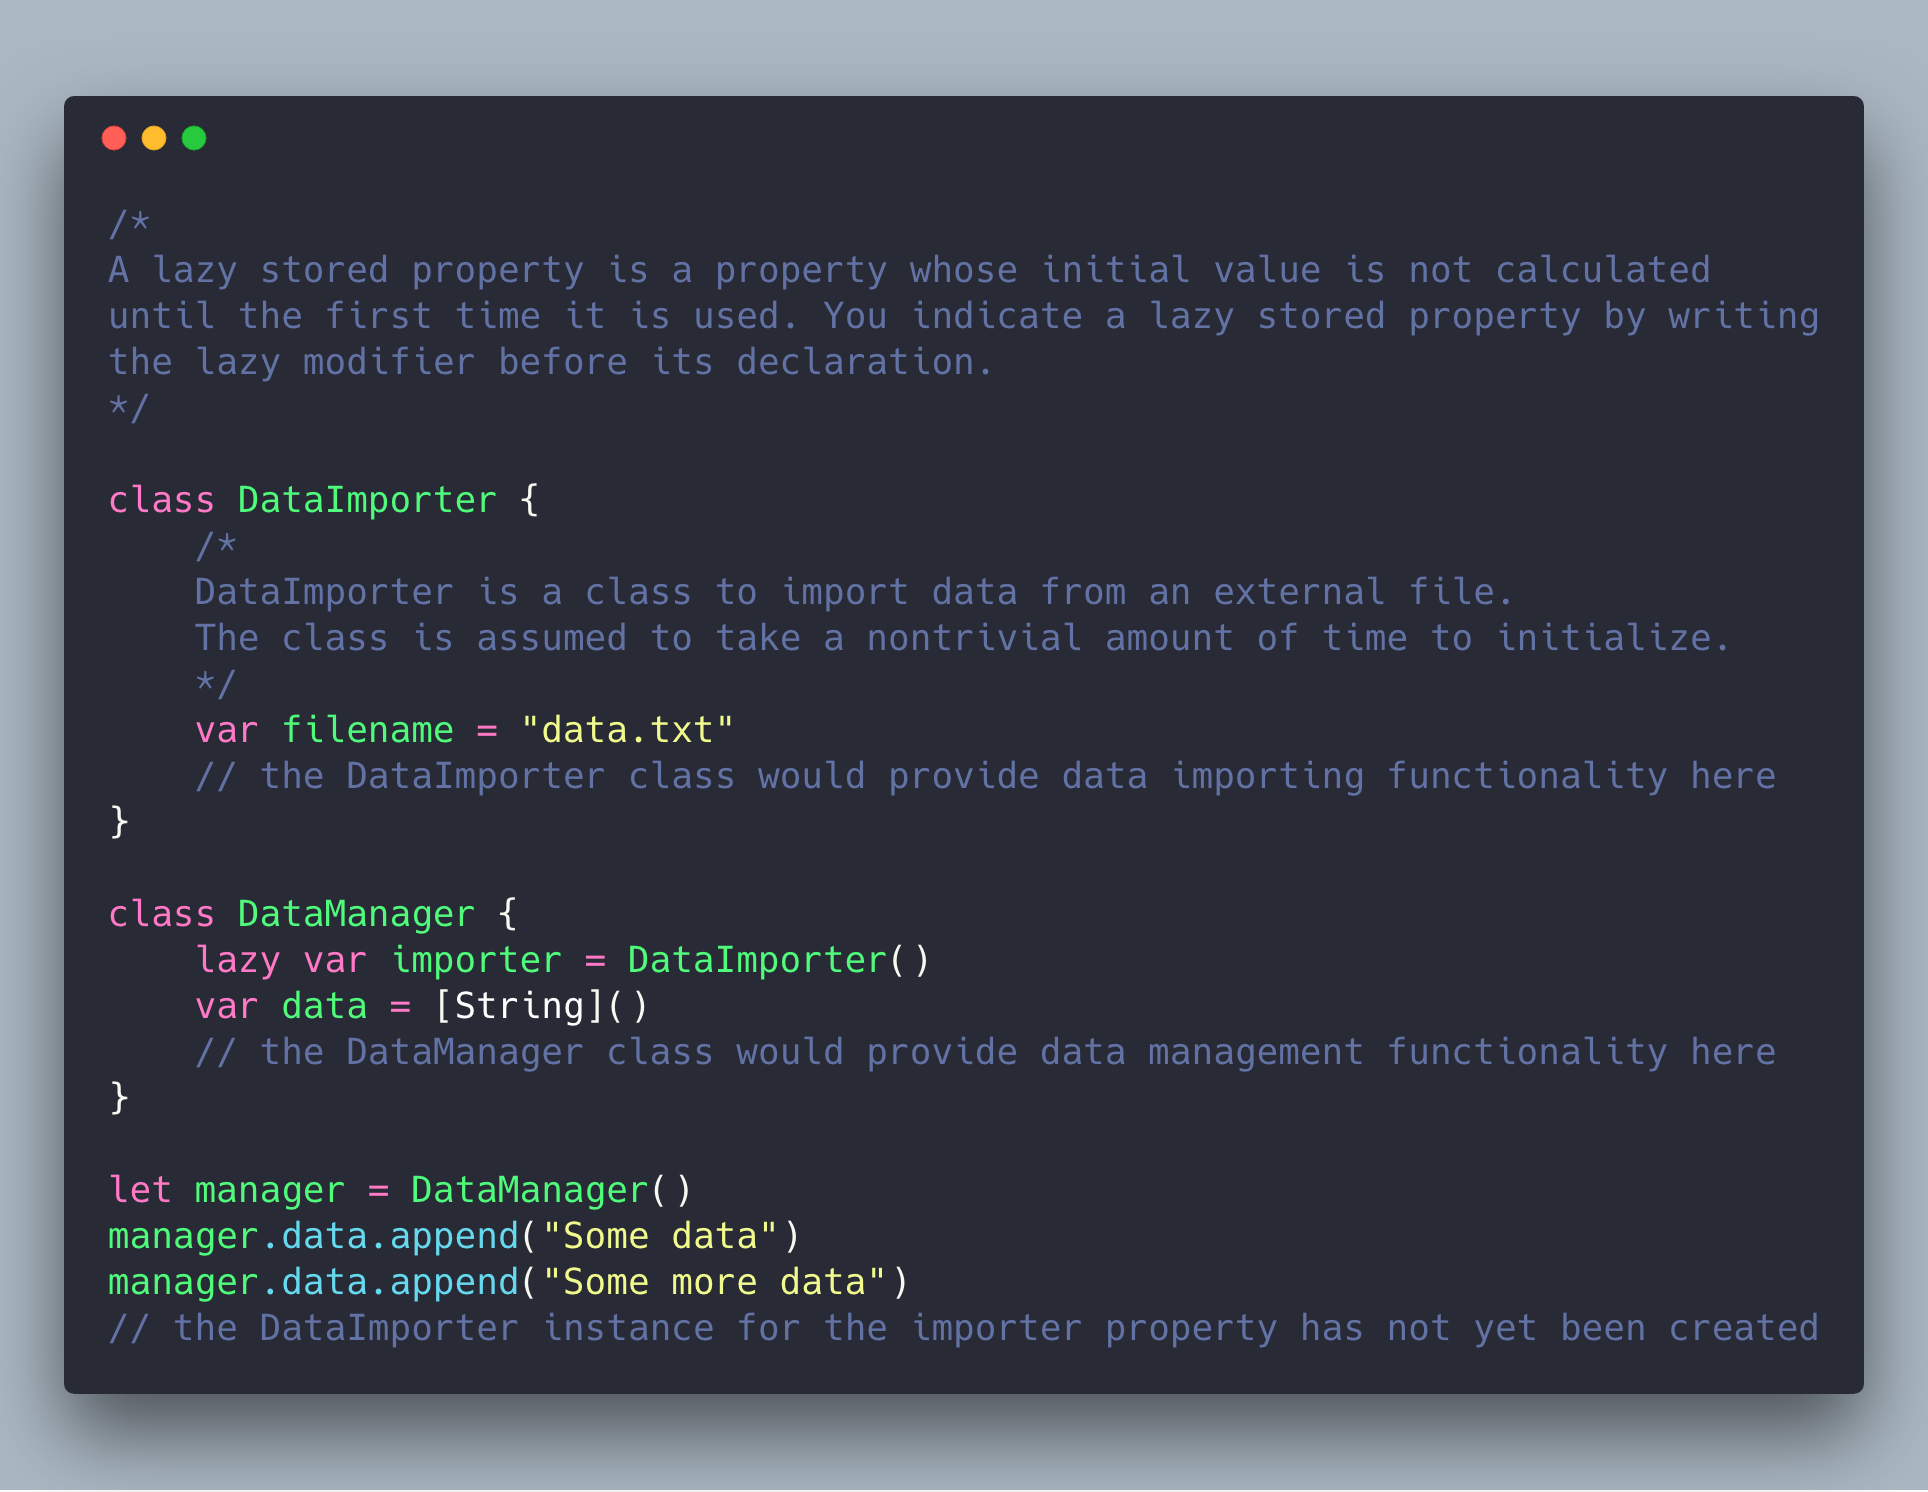 /*
A lazy stored property is a property whose initial value is not calculated
until the first time it is used. You indicate a lazy stored property by writing
the lazy modifier before its declaration.
*/

class DataImporter {
    /*
    DataImporter is a class to import data from an external file.
    The class is assumed to take a nontrivial amount of time to initialize.
    */
    var filename = "data.txt"
    // the DataImporter class would provide data importing functionality here
}

class DataManager {
    lazy var importer = DataImporter()
    var data = [String]()
    // the DataManager class would provide data management functionality here
}

let manager = DataManager()
manager.data.append("Some data")
manager.data.append("Some more data")
// the DataImporter instance for the importer property has not yet been created